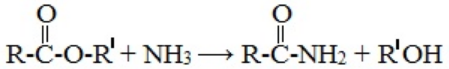 O O
R-C-O-R' + NH₃ ⟶ R-C-NH₂ + R'OH